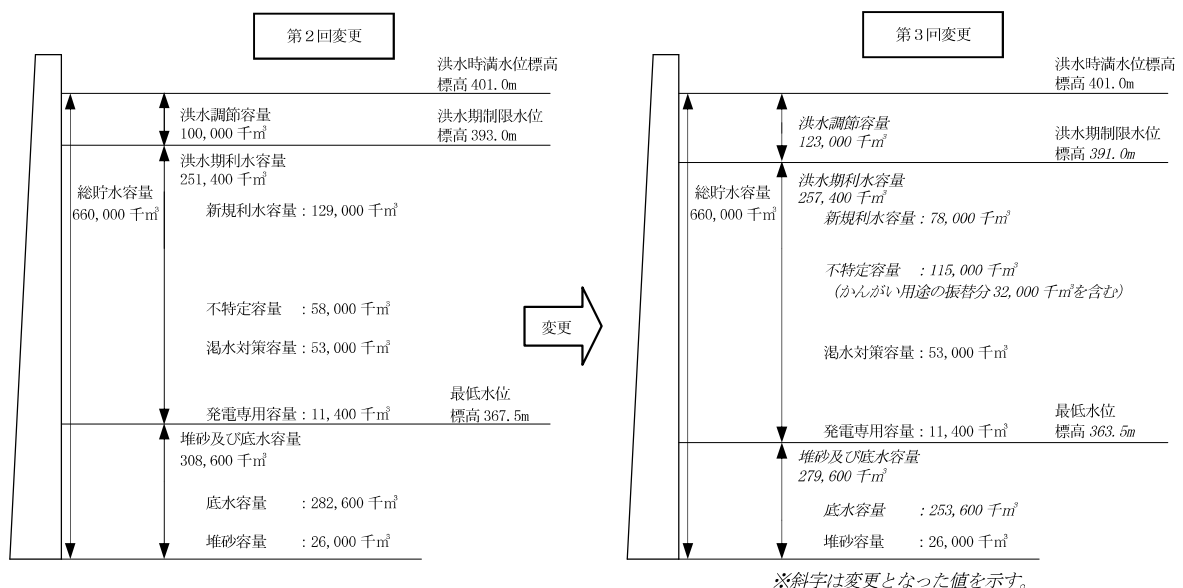 第２回変更
洪水時満水位標高
標高 401.0m
洪水調節容量
100,000 千㎥
洪水期制限水位
標高 393.0m
洪水期利水容量
251,400 千㎥
総貯水容量
660,000 千㎥
新規利水容量：129,000 千㎥
不特定容量　：58,000 千㎥
渇水対策容量：53,000 千㎥
最低水位
標高 367.5m
発電専用容量：11,400 千㎥
堆砂及び底水容量
308,600 千㎥
底水容量　　：282,600 千㎥
堆砂容量　　：26,000 千㎥
変更
第３回変更
洪水時満水位標高
標高 401.0m
洪水調節容量
123,000 千㎥
洪水期制限水位
標高 391.0m
洪水期利水容量
257,400 千㎥
総貯水容量
660,000 千㎥
新規利水容量：78,000 千㎥
不特定容量　：115,000 千㎥
（かんがい用途の振替分 32,000 千㎥を含む）
渇水対策容量：53,000 千㎥
最低水位
標高 363.5m
発電専用容量：11,400 千㎥
堆砂及び底水容量
279,600 千㎥
底水容量　　：253,600 千㎥
堆砂容量　　：26,000 千㎥
※斜字は変更となった値を示す。